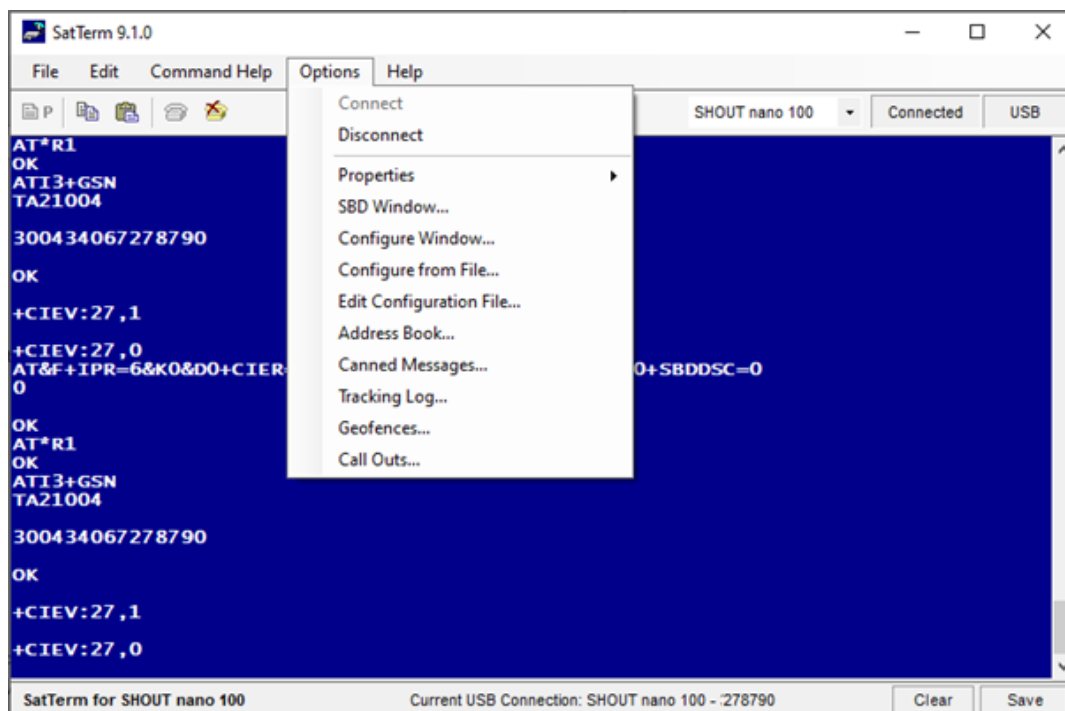 SatTerm 9.1.0
File Edit Command Help Options Help
P SHOUT nano 100 Connected USB
Connect
Disconnect
Properties
SBD Window...
Configure Window...
Configure from File...
Edit Configuration File...
Address Book...
Canned Messages...
Tracking Log...
Geofences...
Call Outs...
AT*R1
OK
ATI3+GSN
TA21004
300434067278790
OK
+CIEV:27,1
+CIEV:27,0
AT&F+IPR=6&K0&D0+CIER= 0+SBDDSC=0
0
OK
AT*R1
OK
ATI3+GSN
TA21004
300434067278790
OK
+CIEV:27,1
+CIEV:27,0
SatTerm for SHOUT nano 100 Current USB Connection: SHOUT nano 100 - 278790 Clear Save